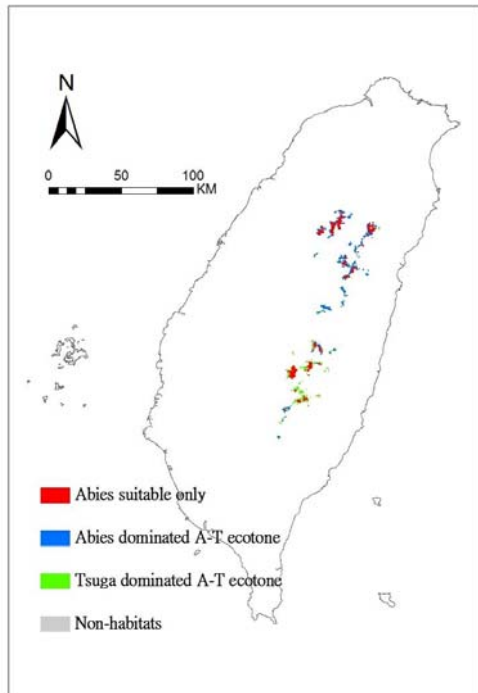 N
0 50 100
KM
Abies suitable only
Abies dominated A-T ecotone
Tsuga dominated A-T ecotone
Non-habitats